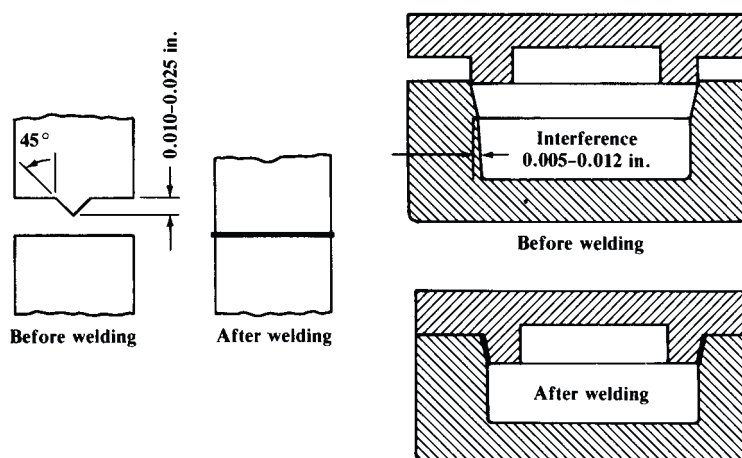 45°
0.010–0.025 in.
Before welding
After welding
Interference
0.005–0.012 in.
Before welding
After welding